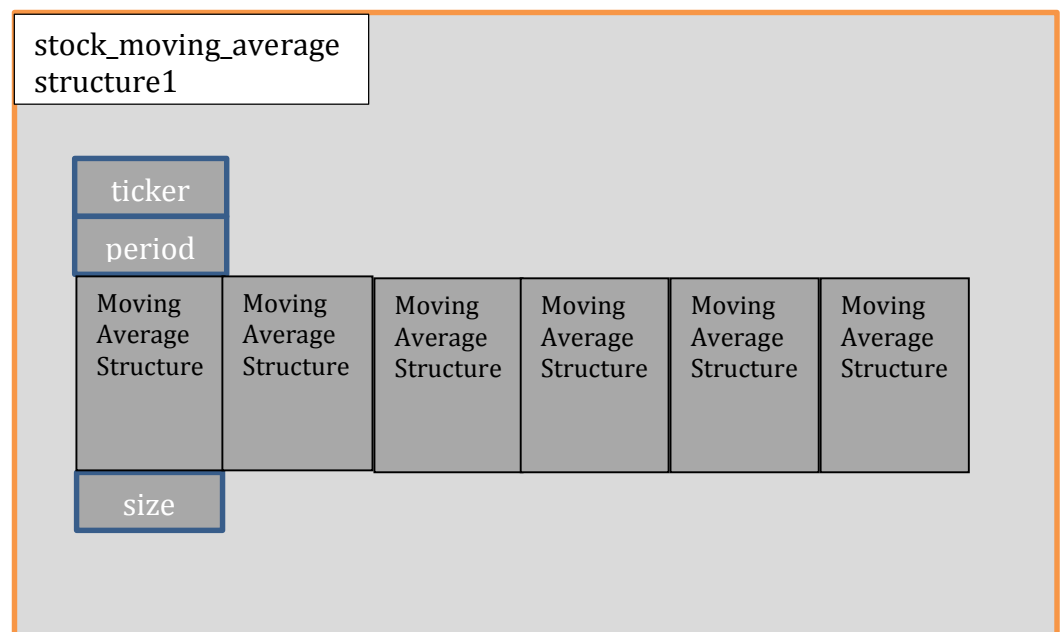 stock_moving_average
structure1
ticker
period
Moving
Average
Structure
Moving
Average
Structure
Moving
Average
Structure
Moving
Average
Structure
Moving
Average
Structure
Moving
Average
Structure
size